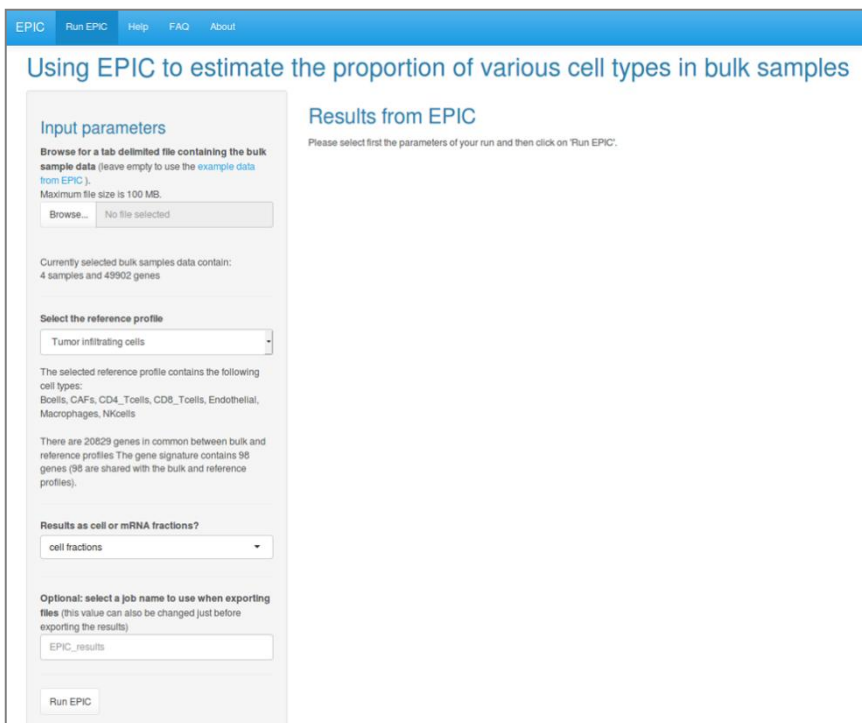 EPIC Run EPIC Help FAQ About
Using EPIC to estimate the proportion of various cell types in bulk samples
Input parameters
Browse for a tab delimited file containing the bulk
sample data (leave empty to use the example data
from EPIC ).
Maximum file size is 100 MB.
Browse... No file selected
Currently selected bulk samples data contain:
4 samples and 49902 genes
Select the reference profile
Tumor infiltrating cells
The selected reference profile contains the following
cell types:
Bcells, CAFs, CD4_Tcells, CD8_Tcells, Endothelial,
Macrophages, NKcells
There are 20829 genes in common between bulk and
reference profiles The gene signature contains 98
genes (98 are shared with the bulk and reference
profiles).
Results as cell or mRNA fractions?
cell fractions
Optional: select a job name to use when exporting
files (this value can also be changed just before
exporting the results)
EPIC_results
Run EPIC
Results from EPIC
Please select first the parameters of your run and then click on 'Run EPIC'.